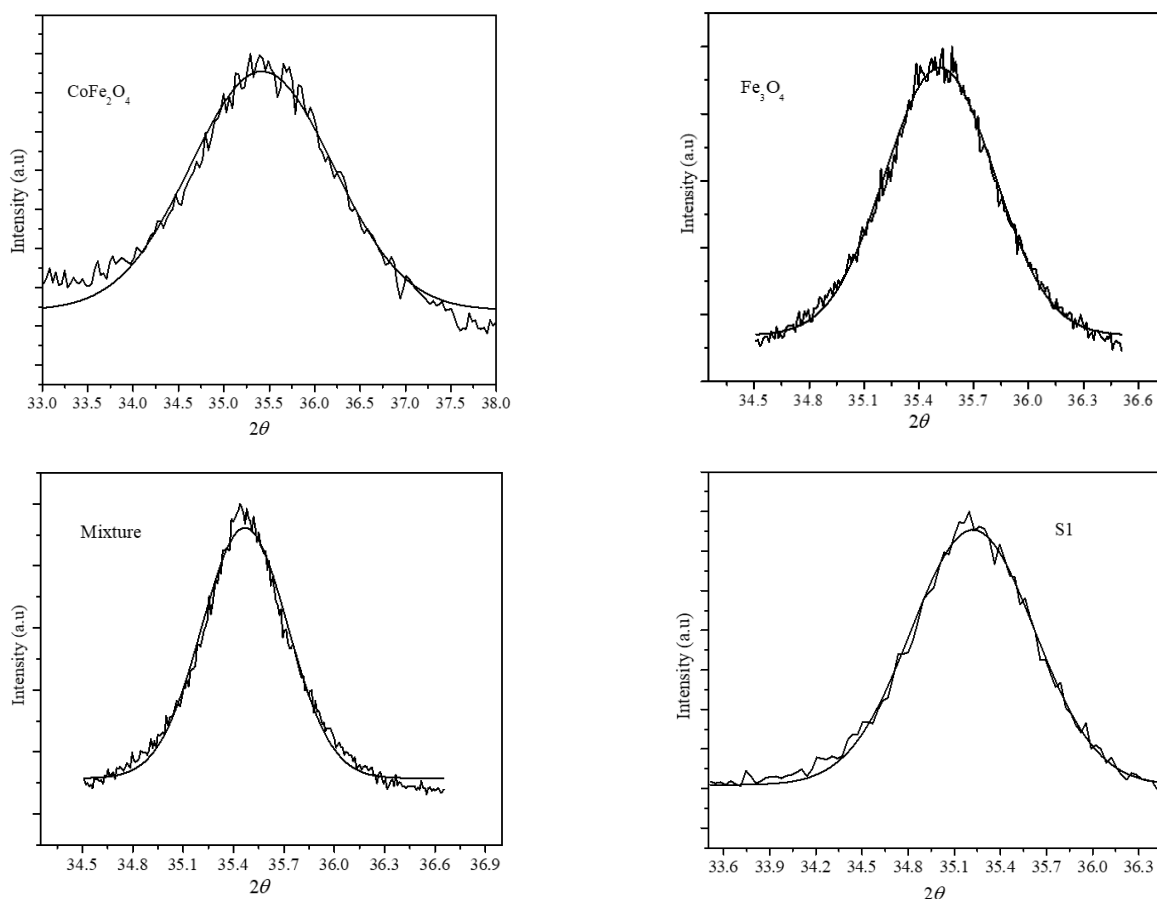 CoFe₂O₄
Intensity (a.u)
33.0 33.5 34.0 34.5 35.0 35.5 36.0 36.5 37.0 37.5 38.0
2θ
Fe₃O₄
Intensity (a.u)
34.5 35.1 35.4 35.7 36.0 36.3 36.6
2θ
Mixture
Intensity (a.u)
34.5 35.1 35.4 35.7 36.0 36.3 36.6 36.9
2θ
S1
Intensity (a.u)
33.6 33.9 34.2 34.5 34.8 35.1 35.4 35.7 36.0 36.3
2θ